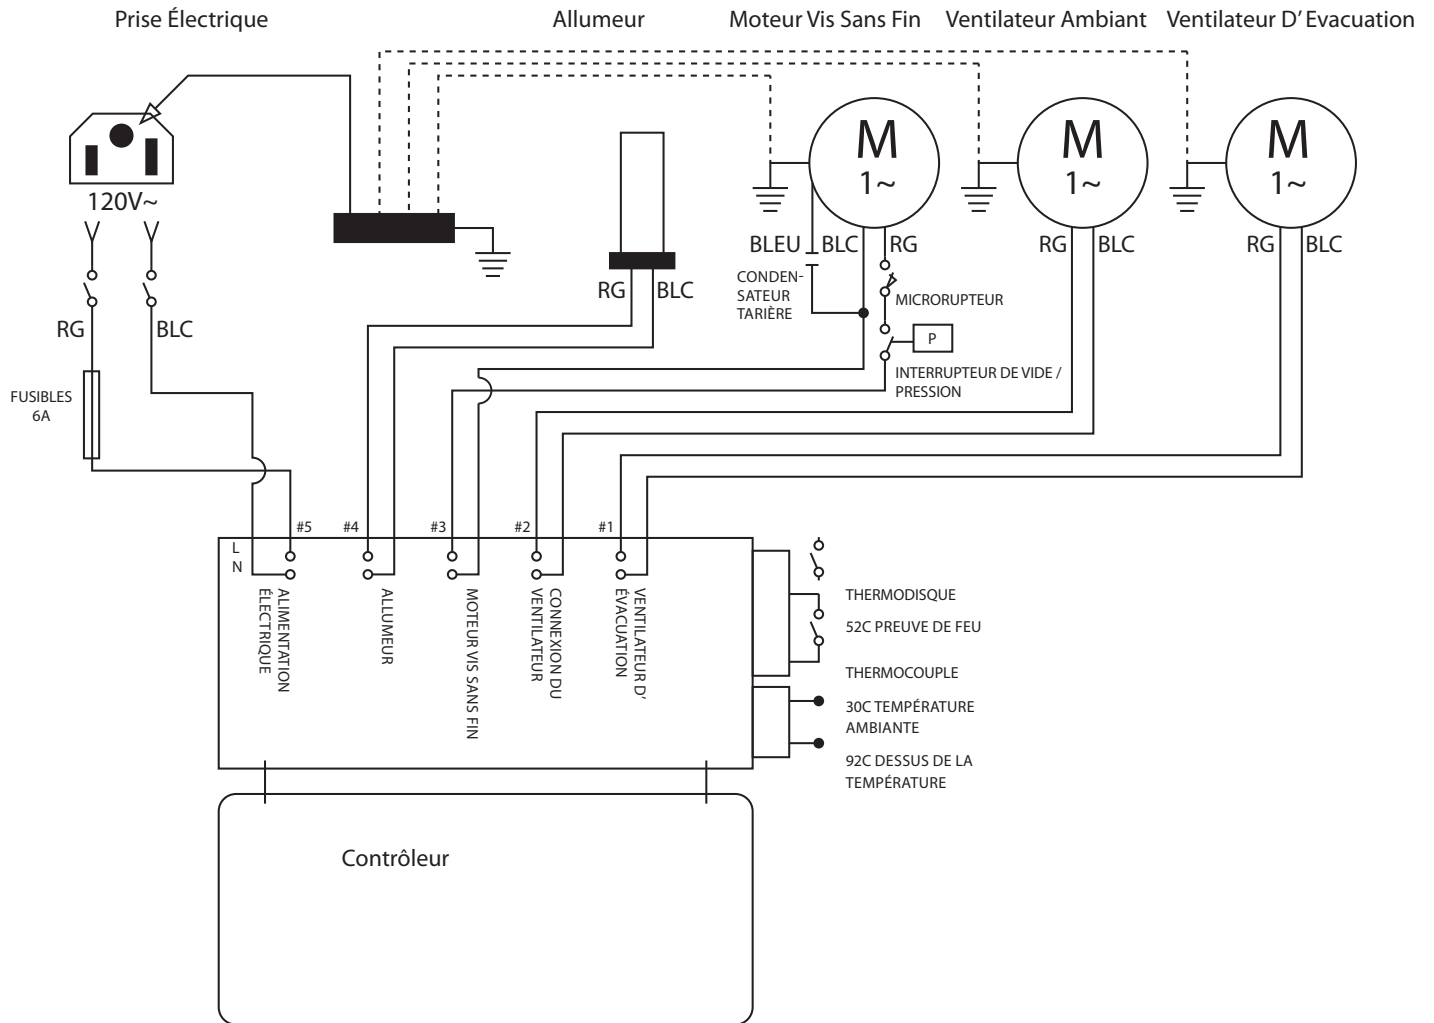 Prise Électrique
Allumeur
Moteur Vis Sans Fin
Ventilateur Ambiant
Ventilateur D' Evacuation
M
1~
M
1~
M
1~
120V~
BLEU
BLC
RG
RG
BLC
RG
BLC
CONDEN-
SATEUR
TARIÈRE
RG
BLC
MICRORUPTEUR
RG
BLC
P
INTERRUPTEUR DE VIDE /
PRESSION
FUSIBLES
6A
#5
#4
#3
#2
#1
L
N
ALIMENTATION
ÉLECTRIQUE
ALLUMEUR
MOTEUR VIS SANS FIN
CONNEXION DU
VENTILATEUR
VENTILATEUR D'
ÉVACUATION
THERMODISQUE
52C PREUVE DE FEU
THERMOCOUPLE
30C TEMPÉRATURE
AMBIANTE
92C DESSUS DE LA
TEMPÉRATURE
Contrôleur